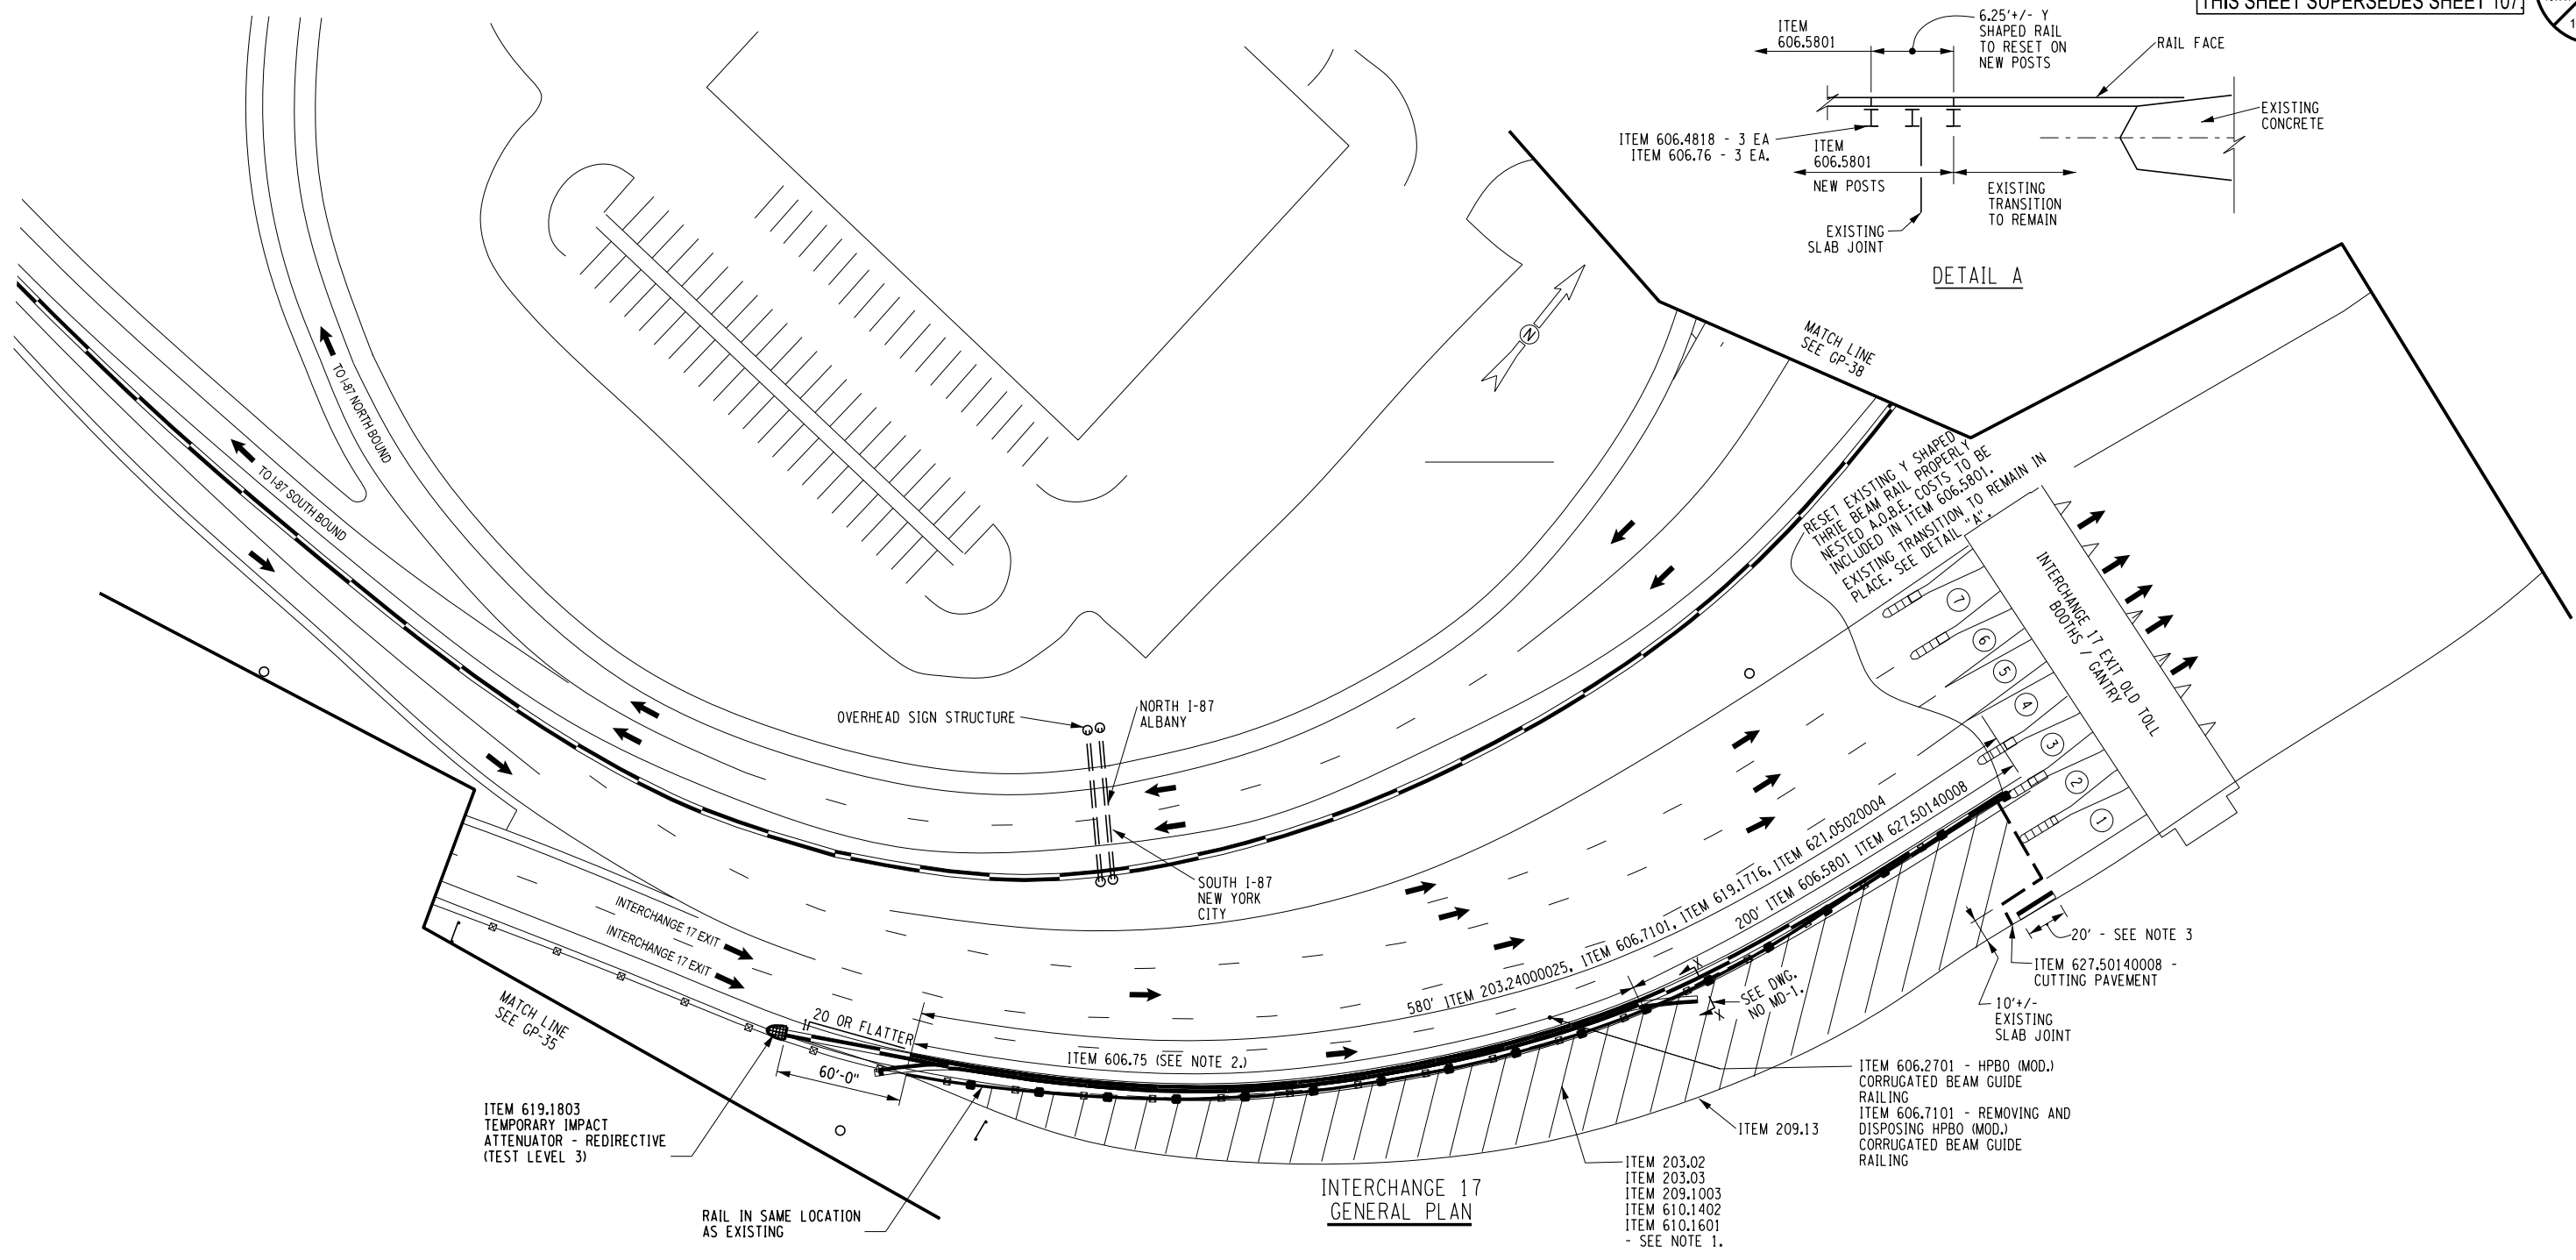 THIS SHEET SUPERSEDES SHEET 107.
ITEM
606.5801
6.25'+/- Y
SHAPED RAIL
TO RESET ON
NEW POSTS
RAIL FACE
EXISTING
CONCRETE
ITEM 606.4818 - 3 EA
ITEM 606.76 - 3 EA.
ITEM
606.5801
NEW POSTS
EXISTING
TRANSITION
TO REMAIN
EXISTING
SLAB JOINT
DETAIL A
N
MATCH LINE
SEE GP-38
TO I-87 NORTH BOUND
TO I-87 SOUTH BOUND
RESET EXISTING Y SHAPED
THRIE BEAM RAIL PROPERLY
NESTED A.O.B.E. COSTS TO BE
INCLUDED IN ITEM 606.5801.
EXISTING TRANSITION TO REMAIN IN
PLACE. SEE DETAIL "A".
INTERCHANGE 17 EXIT OLD TOLL
BOOTHS / GANTRY
7
6
5
4
3
2
1
OVERHEAD SIGN STRUCTURE
NORTH I-87
ALBANY
SOUTH I-87
NEW YORK
CITY
INTERCHANGE 17 EXIT
INTERCHANGE 17 EXIT
580' ITEM 203.24000025, ITEM 606.7101, ITEM 619.1716, ITEM 621.05020004
200' ITEM 606.5801 ITEM 627.50140008
20' - SEE NOTE 3
ITEM 627.50140008 -
CUTTING PAVEMENT
10'+/-
EXISTING
SLAB JOINT
X
X
SEE DWG.
NO MD-1.
MATCH LINE
SEE GP-35
20 OR FLATTER
1
ITEM 606.75 (SEE NOTE 2.)
60'-0"
ITEM 619.1803
TEMPORARY IMPACT
ATTENUATOR - REDIRECTIVE
(TEST LEVEL 3)
ITEM 606.2701 - HPBO (MOD.)
CORRUGATED BEAM GUIDE
RAILING
ITEM 606.7101 - REMOVING AND
DISPOSING HPBO (MOD.)
CORRUGATED BEAM GUIDE
RAILING
ITEM 209.13
ITEM 203.02
ITEM 203.03
ITEM 209.1003
ITEM 610.1402
ITEM 610.1601
- SEE NOTE 1.
RAIL IN SAME LOCATION
AS EXISTING
INTERCHANGE 17
GENERAL PLAN